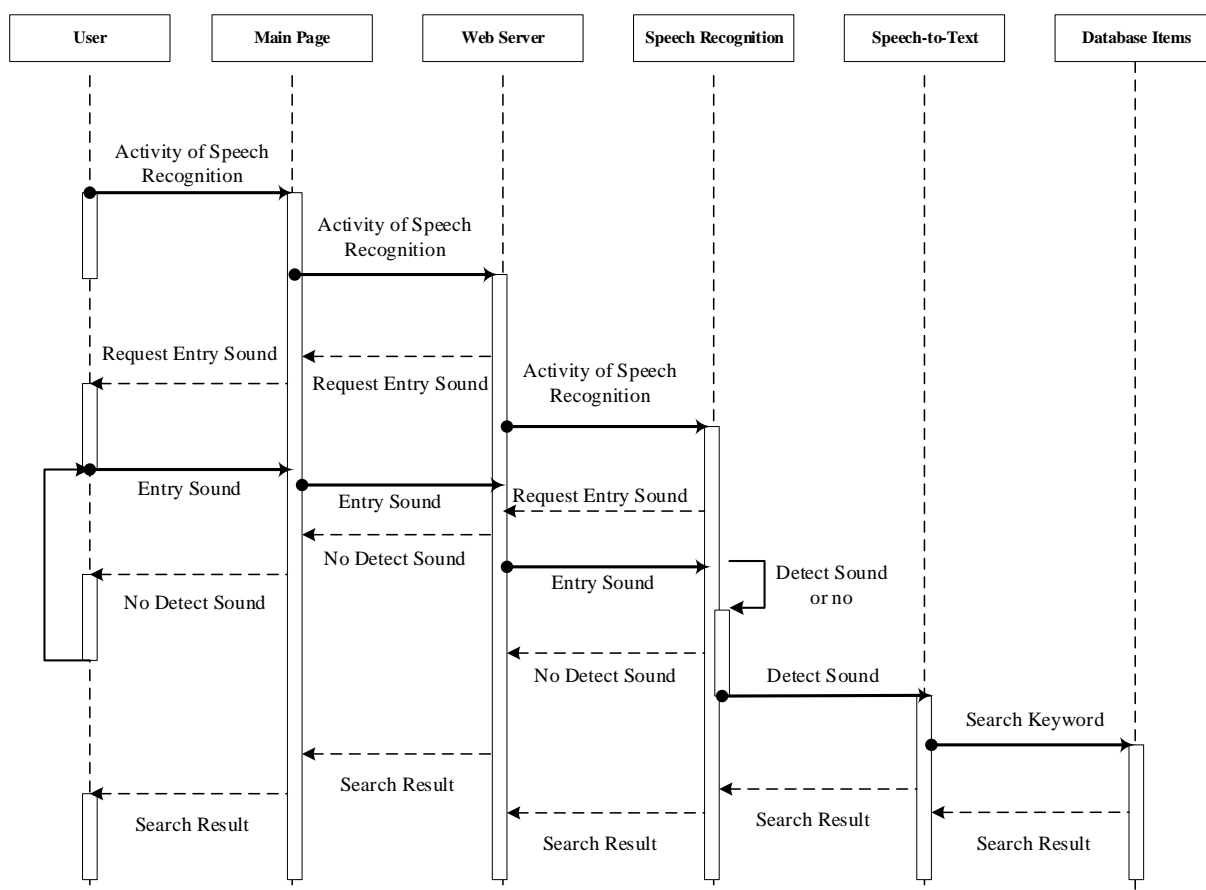 User
Main Page
Web Server
Speech Recognition
Speech-to-Text
Database Items
Activity of Speech
Recognition
Activity of Speech
Recognition
Request Entry Sound
Request Entry Sound
Activity of Speech
Recognition
Entry Sound
Entry Sound
Request Entry Sound
No Detect Sound
Entry Sound
Detect Sound
or no
No Detect Sound
No Detect Sound
Detect Sound
Search Keyword
Search Result
Search Result
Search Result
Search Result
Search Result